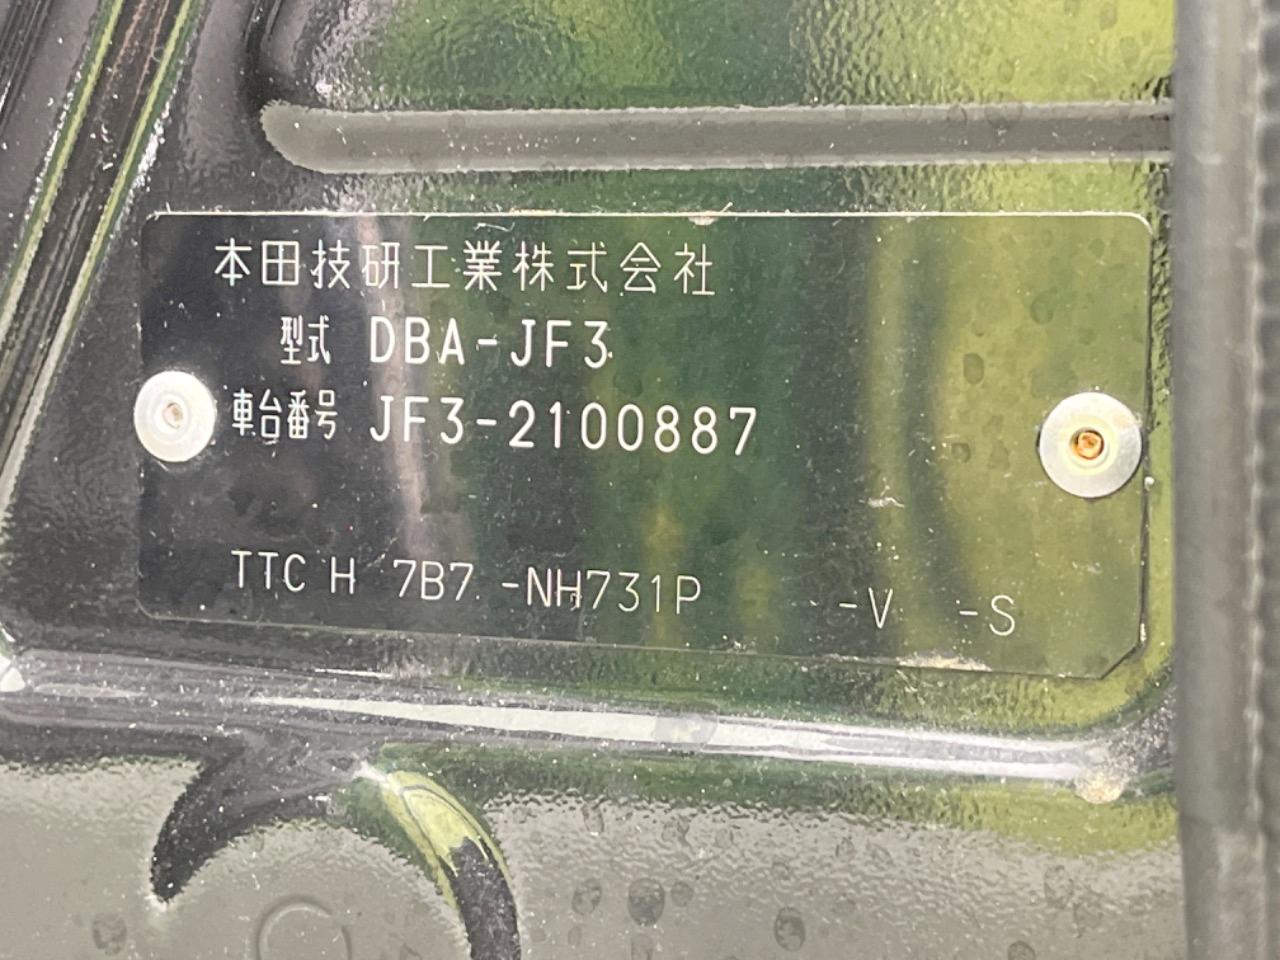 本田技研工業株式会社
型式 DBA-JF3
車台番号 JF3-2100887
TTC H 7B7 -NH731P -V -S